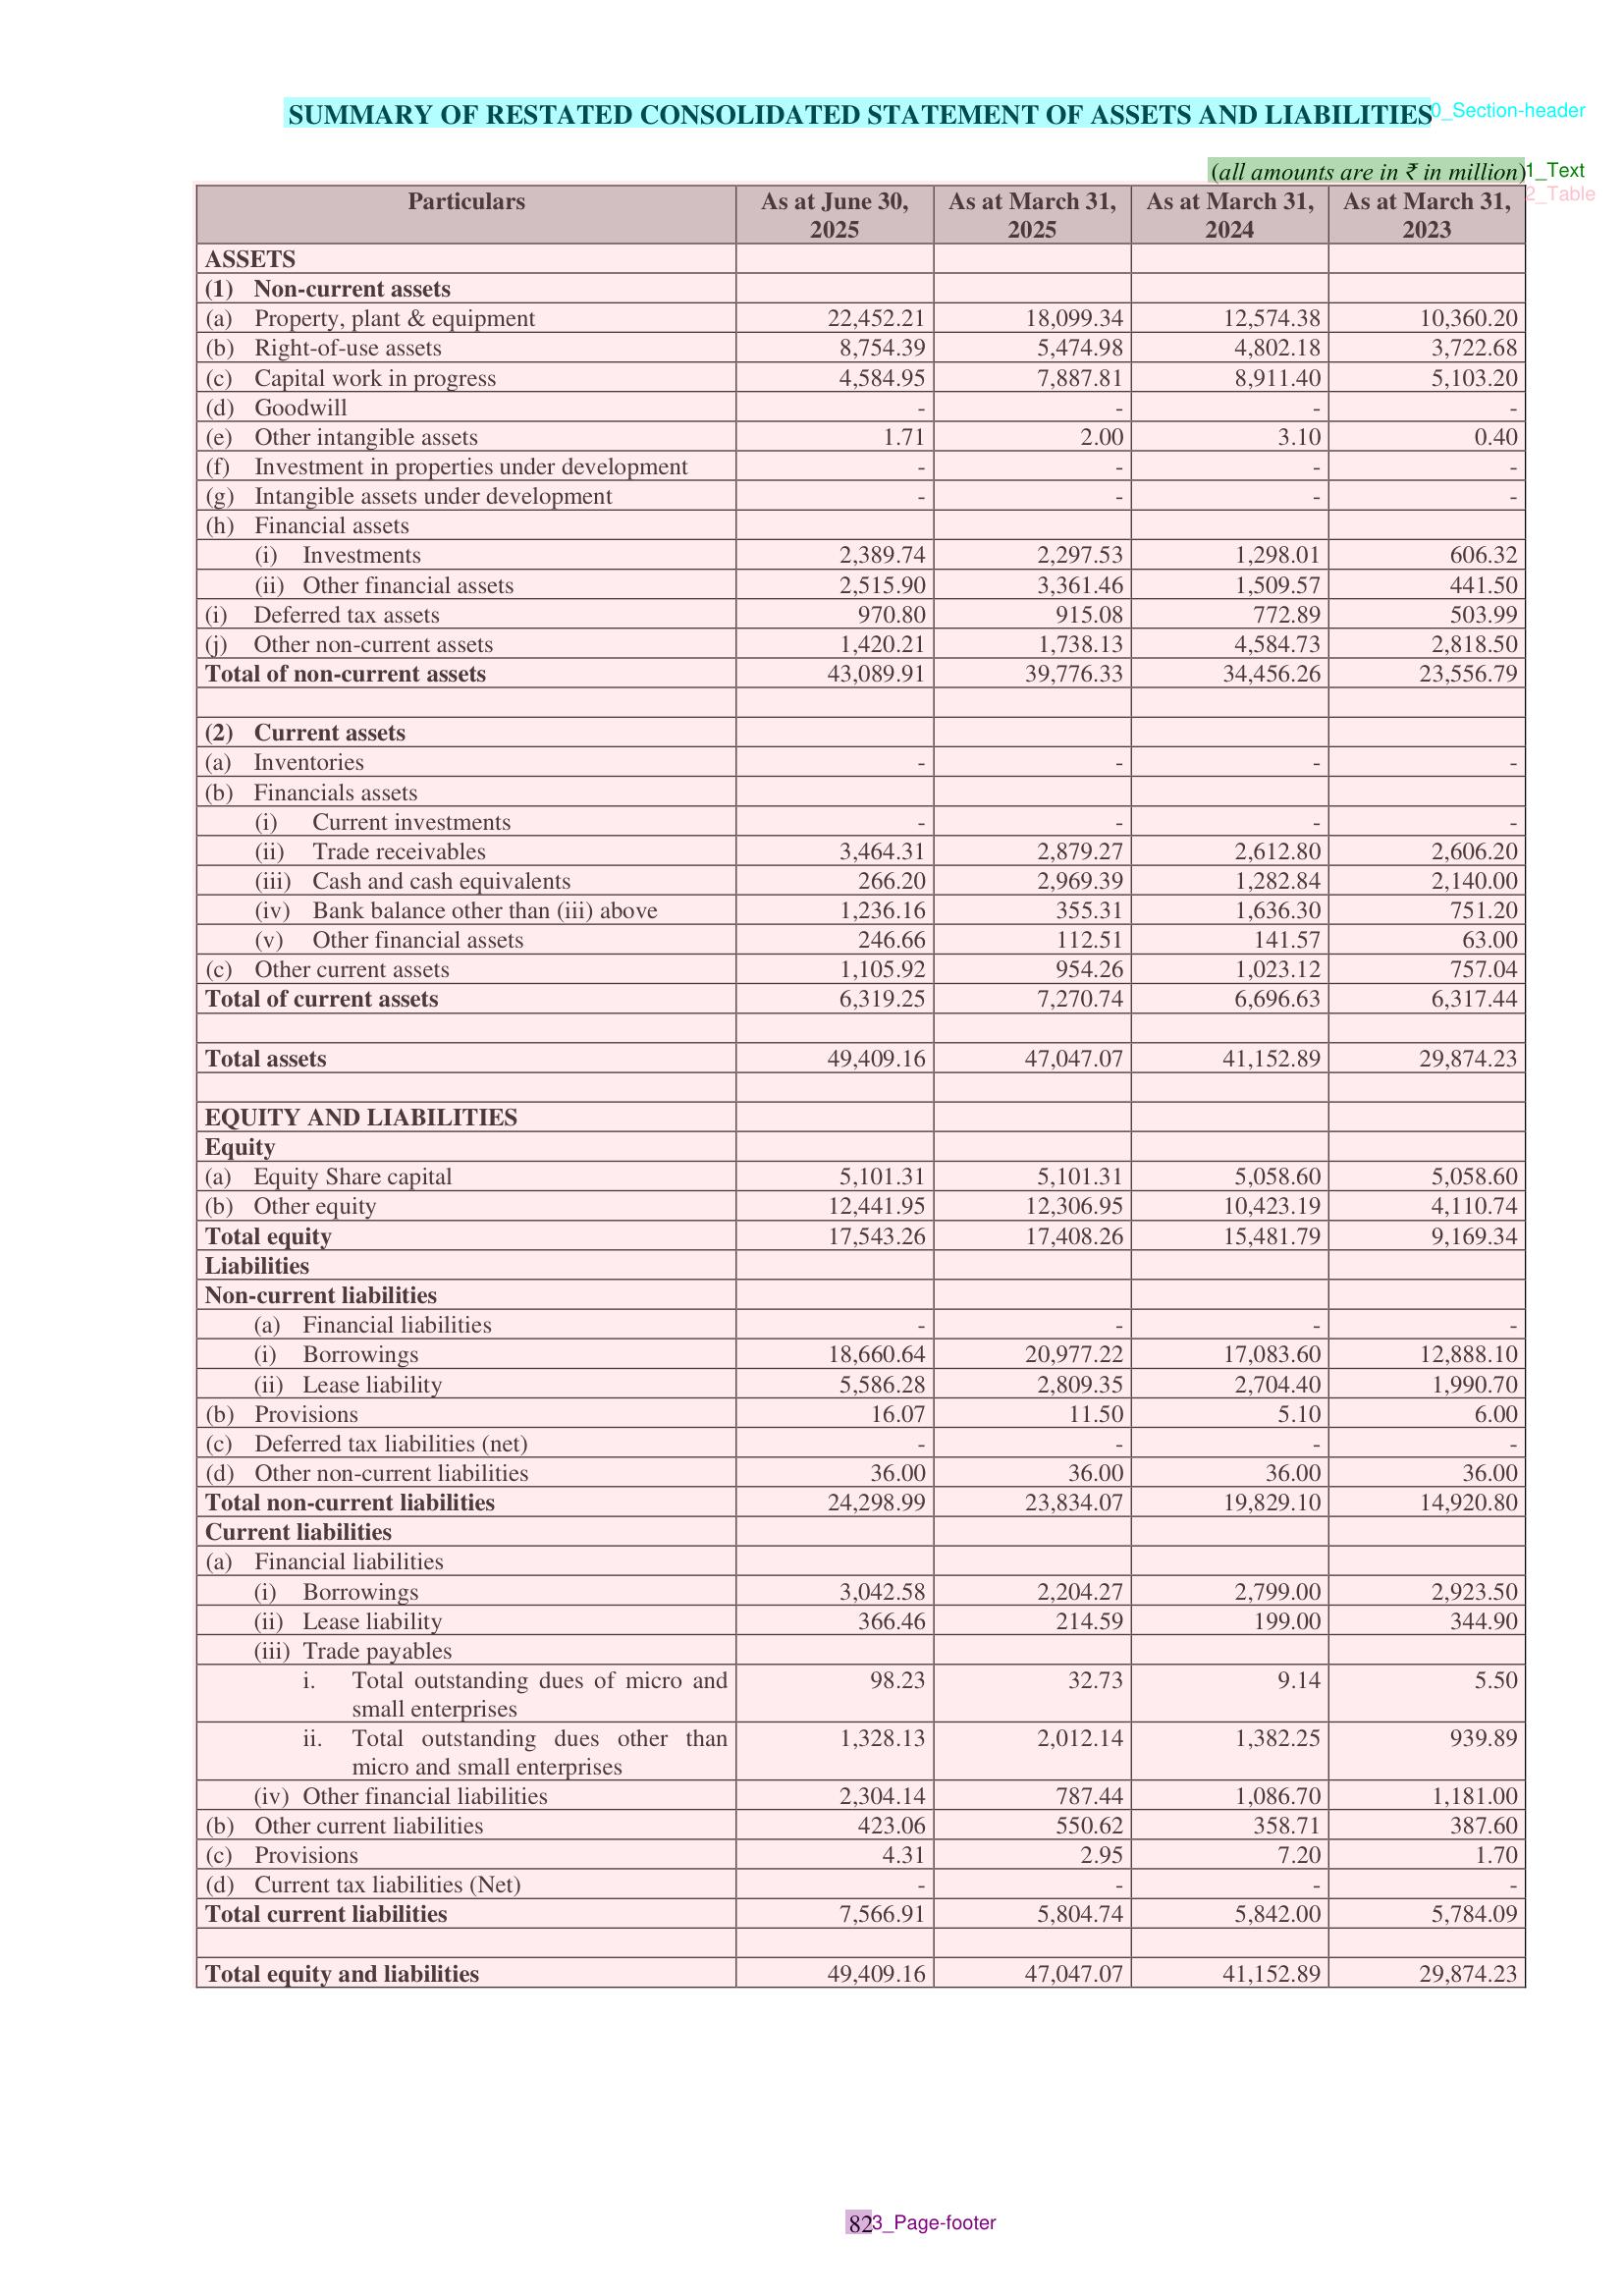 SUMMARY OF RESTATED CONSOLIDATED STATEMENT OF ASSETS AND LIABILITIES 0_Section-header
(all amounts are in ₹ in million) 1_Text
2_Table
Particulars As at June 30, 2025 As at March 31, 2025 As at March 31, 2024 As at March 31, 2023
ASSETS
(1) Non-current assets
(a) Property, plant & equipment 22,452.21 18,099.34 12,574.38 10,360.20
(b) Right-of-use assets 8,754.39 5,474.98 4,802.18 3,722.68
(c) Capital work in progress 4,584.95 7,887.81 8,911.40 5,103.20
(d) Goodwill - - - -
(e) Other intangible assets 1.71 2.00 3.10 0.40
(f) Investment in properties under development - - - -
(g) Intangible assets under development - - - -
(h) Financial assets
(i) Investments 2,389.74 2,297.53 1,298.01 606.32
(ii) Other financial assets 2,515.90 3,361.46 1,509.57 441.50
(i) Deferred tax assets 970.80 915.08 772.89 503.99
(j) Other non-current assets 1,420.21 1,738.13 4,584.73 2,818.50
Total of non-current assets 43,089.91 39,776.33 34,456.26 23,556.79
(2) Current assets
(a) Inventories - - - -
(b) Financials assets
(i) Current investments - - - -
(ii) Trade receivables 3,464.31 2,879.27 2,612.80 2,606.20
(iii) Cash and cash equivalents 266.20 2,969.39 1,282.84 2,140.00
(iv) Bank balance other than (iii) above 1,236.16 355.31 1,636.30 751.20
(v) Other financial assets 246.66 112.51 141.57 63.00
(c) Other current assets 1,105.92 954.26 1,023.12 757.04
Total of current assets 6,319.25 7,270.74 6,696.63 6,317.44
Total assets 49,409.16 47,047.07 41,152.89 29,874.23
EQUITY AND LIABILITIES
Equity
(a) Equity Share capital 5,101.31 5,101.31 5,058.60 5,058.60
(b) Other equity 12,441.95 12,306.95 10,423.19 4,110.74
Total equity 17,543.26 17,408.26 15,481.79 9,169.34
Liabilities
Non-current liabilities
(a) Financial liabilities - - - -
(i) Borrowings 18,660.64 20,977.22 17,083.60 12,888.10
(ii) Lease liability 5,586.28 2,809.35 2,704.40 1,990.70
(b) Provisions 16.07 11.50 5.10 6.00
(c) Deferred tax liabilities (net) - - - -
(d) Other non-current liabilities 36.00 36.00 36.00 36.00
Total non-current liabilities 24,298.99 23,834.07 19,829.10 14,920.80
Current liabilities
(a) Financial liabilities
(i) Borrowings 3,042.58 2,204.27 2,799.00 2,923.50
(ii) Lease liability 366.46 214.59 199.00 344.90
(iii) Trade payables
i. Total outstanding dues of micro and 98.23 32.73 9.14 5.50
small enterprises
ii. Total outstanding dues other than 1,328.13 2,012.14 1,382.25 939.89
micro and small enterprises
(iv) Other financial liabilities 2,304.14 787.44 1,086.70 1,181.00
(b) Other current liabilities 423.06 550.62 358.71 387.60
(c) Provisions 4.31 2.95 7.20 1.70
(d) Current tax liabilities (Net) - - - -
Total current liabilities 7,566.91 5,804.74 5,842.00 5,784.09
Total equity and liabilities 49,409.16 47,047.07 41,152.89 29,874.23
82 3_Page-footer